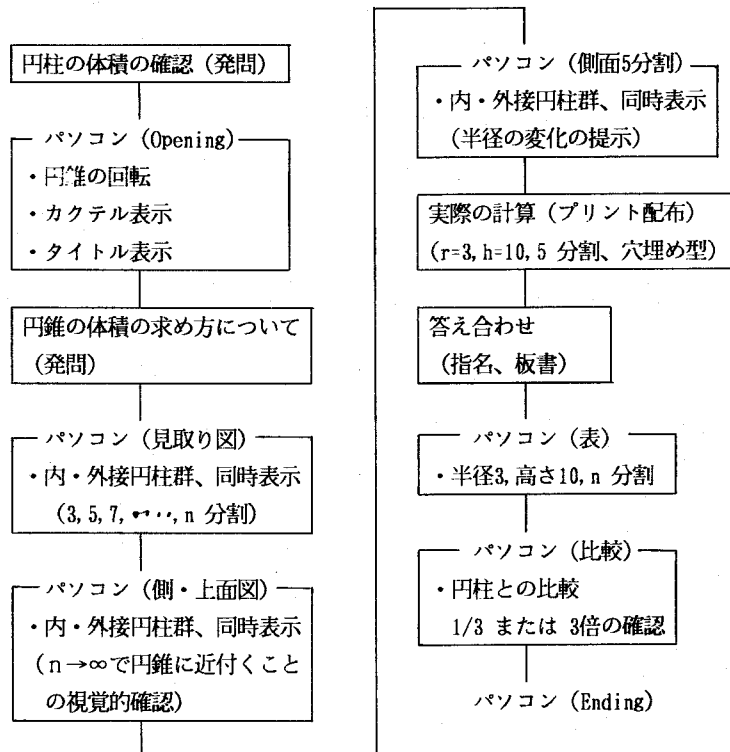 円柱の体積の確認（発問）
パソコン（Opening）
・円錐の回転
・カクテル表示
・タイトル表示
円錐の体積の求め方について
（発問）
パソコン（見取り図）
・内・外接円柱群、同時表示
（3,5,7,・・・・,n 分割）
パソコン（側・上面図）
・内・外接円柱群、同時表示
（n→∞で円錐に近付くこと
の視覚的確認）
パソコン（側面5分割）
・内・外接円柱群、同時表示
（半径の変化の提示）
実際の計算（プリント配布）
(r=3,h=10,5 分割、穴埋め型)
答え合わせ
（指名、板書）
パソコン（表）
・半径3,高さ10,n 分割
パソコン（比較）
・円柱との比較
1/3 または 3倍の確認
パソコン（Ending）